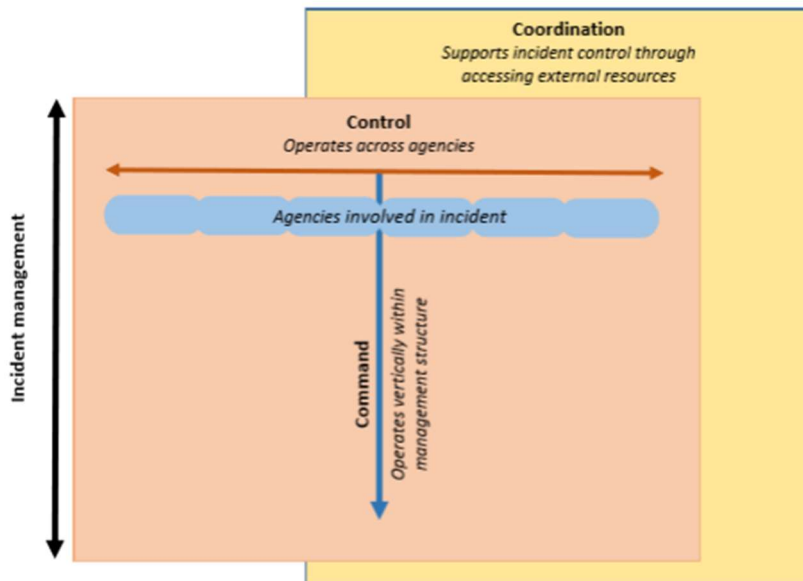 Coordination
Supports incident control through
accessing external resources
Control
Operates across agencies
Agencies involved in incident
Incident management
Command
Operates vertically within
management structure